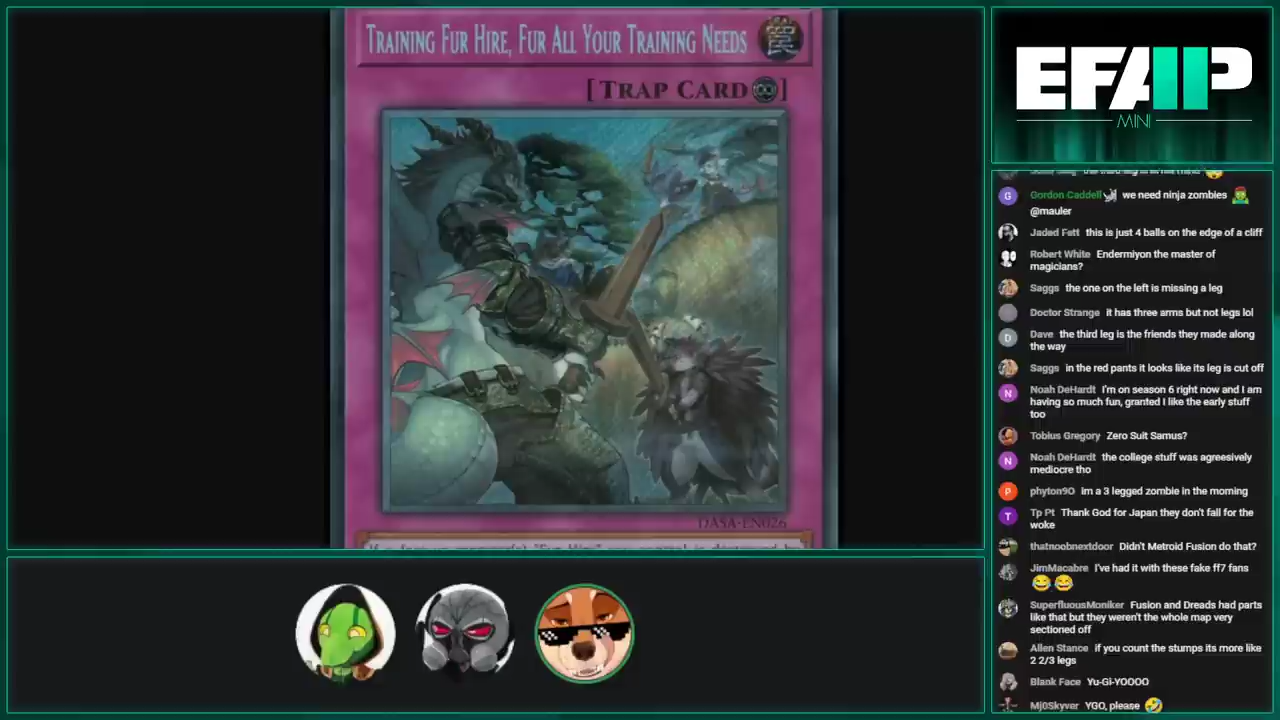 TRAINING FUR HIRE, FUR ALL YOUR TRAINING NEEDS
[TRAP CARD]
DASA-EN026
EFAP
MINI
Gordon Caddell we need ninja zombies
@mauler
Jaded Fett this is just 4 balls on the edge of a cliff
Robert White Endermiyon the master of
magicians?
Saggs the one on the left is missing a leg
Doctor Strange it has three arms but not legs lol
Dave the third leg is the friends they made along
the way
Saggs in the red pants it looks like its leg is cut off
Noah DeHardt I'm on season 6 right now and I am
having so much fun, granted I like the early stuff
too
Tobius Gregory Zero Suit Samus?
Noah DeHardt the college stuff was agreesively
mediocre tho
phyton90 Im a 3 legged zombie in the morning
Tp Pt Thank God for Japan they don't fall for the
woke
thatnoobnextdoor Didn't Metroid Fusion do that?
JimMacabre I've had it with these fake ff7 fans
SuperfluousMoniker Fusion and Dreads had parts
like that but they weren't the whole map very
sectioned off
Allen Stance if you count the stumps its more like
2 2/3 legs
Blank Face Yu-Gi-YOOOO
Mj0Skyver YGO, please